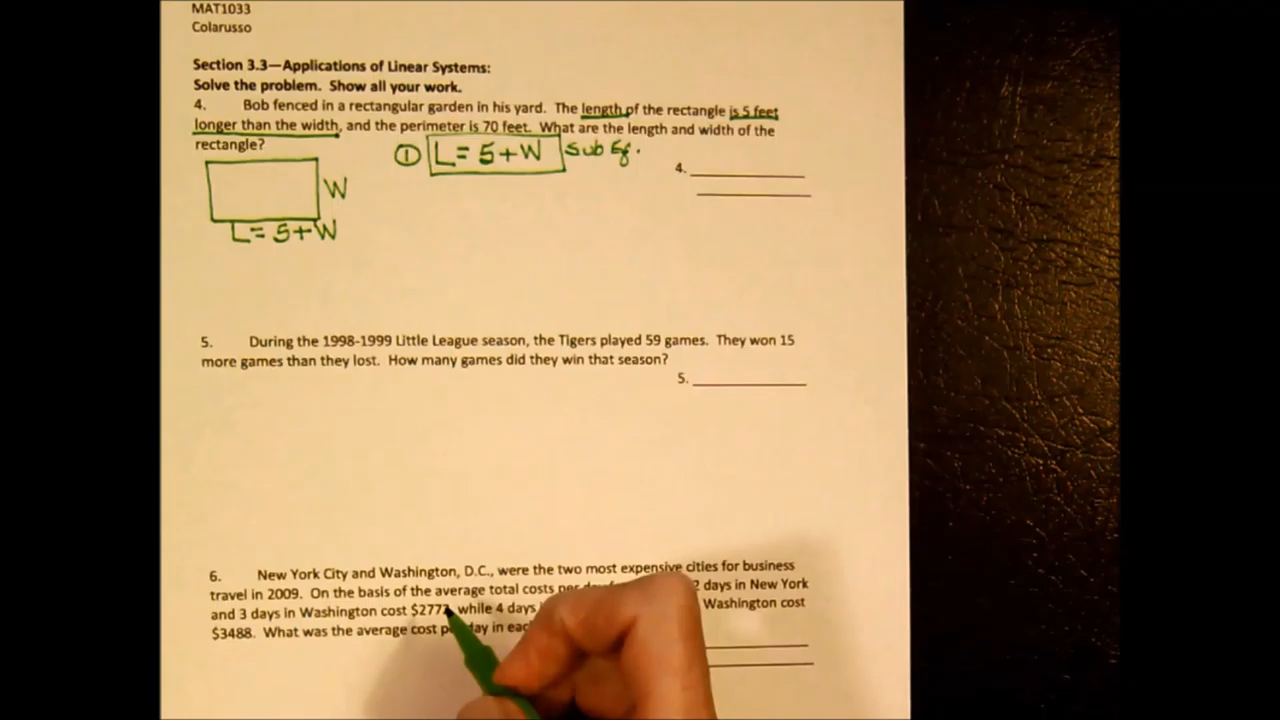 MAT1033
Colarusso
Section 3.3—Applications of Linear Systems:
Solve the problem. Show all your work.
4. Bob fenced in a rectangular garden in his yard. The length of the rectangle is 5 feet
longer than the width, and the perimeter is 70 feet. What are the length and width of the
rectangle?
① L = 5 + W Sub Eq.
4.
W
L = 5 + W
5. During the 1998-1999 Little League season, the Tigers played 59 games. They won 15
more games than they lost. How many games did they win that season?
5.
6. New York City and Washington, D.C., were the two most expensive cities for business
travel in 2009. On the basis of the average total costs per 2 days in New York
and 3 days in Washington cost $2777, while 4 days Washington cost
$3488. What was the average cost per day in each